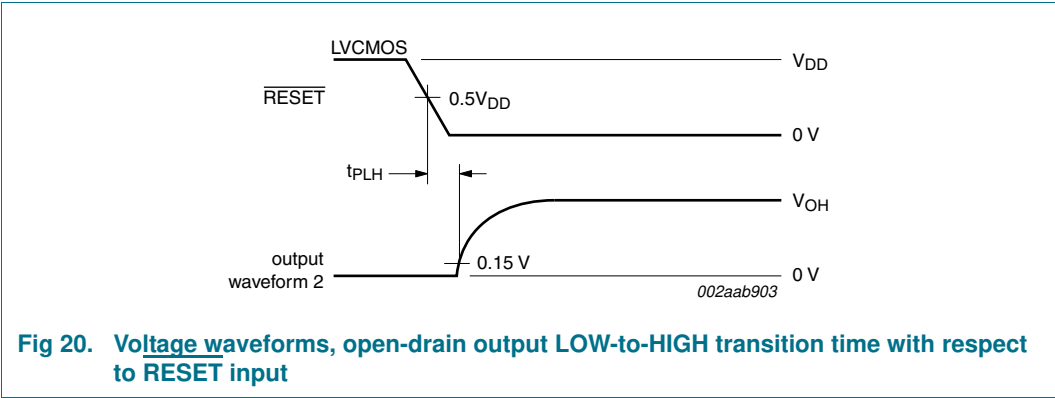 LVCMOS
V_DD
RESET
0.5V_DD
0 V
t_PLH
V_OH
output
waveform 2
0.15 V
0 V
002aab903
Fig 20. Voltage waveforms, open-drain output LOW-to-HIGH transition time with respect
to RESET input